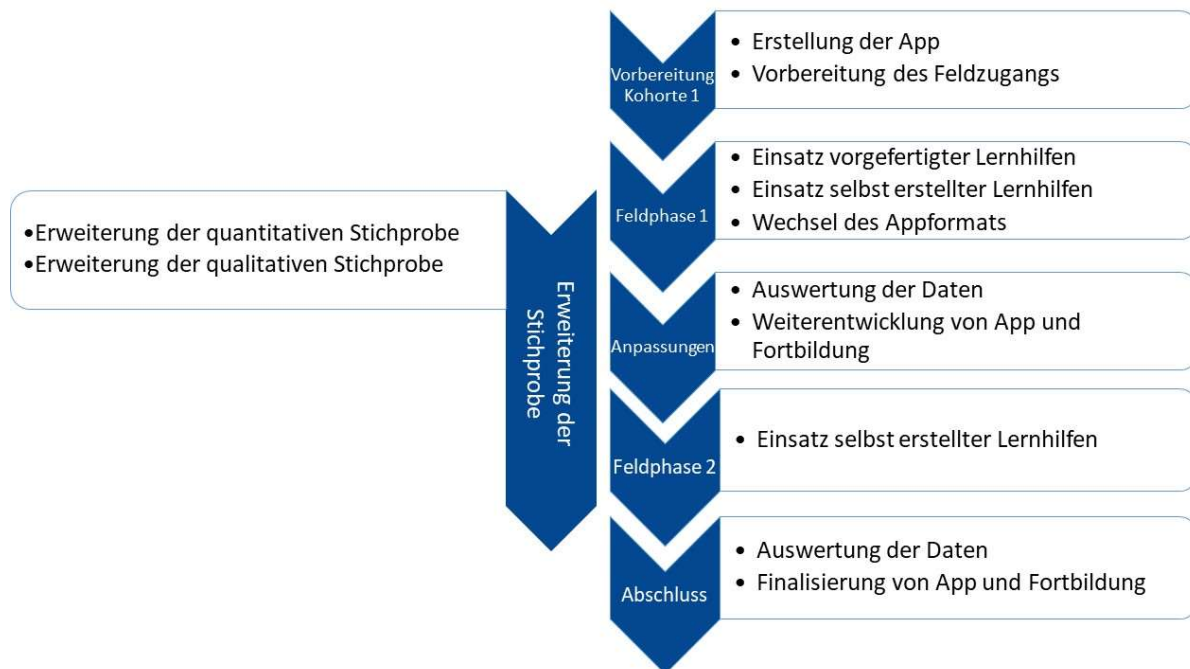 Vorbereitung
Kohorte 1
• Erstellung der App
• Vorbereitung des Feldzugangs
Feldphase 1
• Einsatz vorgefertigter Lernhilfen
• Einsatz selbst erstellter Lernhilfen
• Wechsel des Appformats
•Erweiterung der quantitativen Stichprobe
•Erweiterung der qualitativen Stichprobe
Erweiterung der
Stichprobe
Anpassungen
• Auswertung der Daten
• Weiterentwicklung von App und
Fortbildung
Feldphase 2
• Einsatz selbst erstellter Lernhilfen
Abschluss
• Auswertung der Daten
• Finalisierung von App und Fortbildung